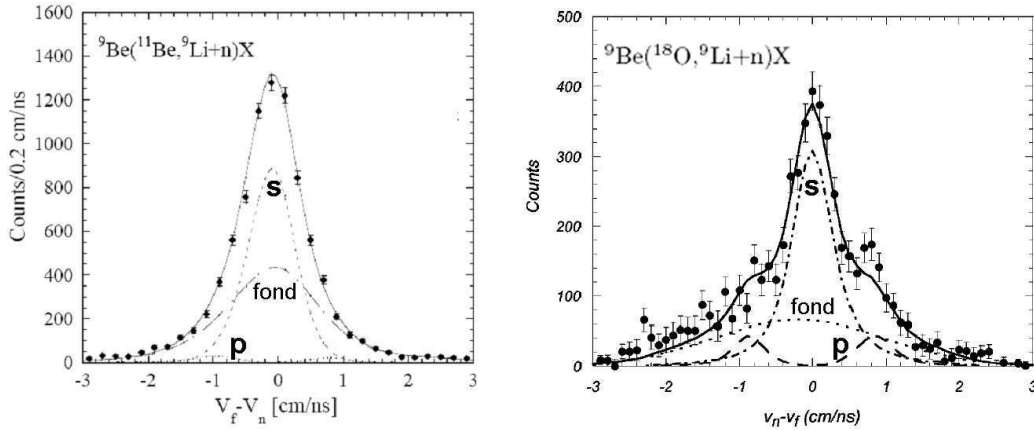 1600
1400
1200
1000
800
600
400
200
0
Counts/0.2 cm/ns
⁹Be(¹¹Be,⁹Li+n)X
s
fond
p
-3 -2 -1 0 1 2 3
V_f-V_n [cm/ns]
500
400
300
200
100
0
Counts
⁹Be(¹⁸O,⁹Li+n)X
s
fond
p
-3 -2 -1 0 1 2 3
v_n-v_f (cm/ns)